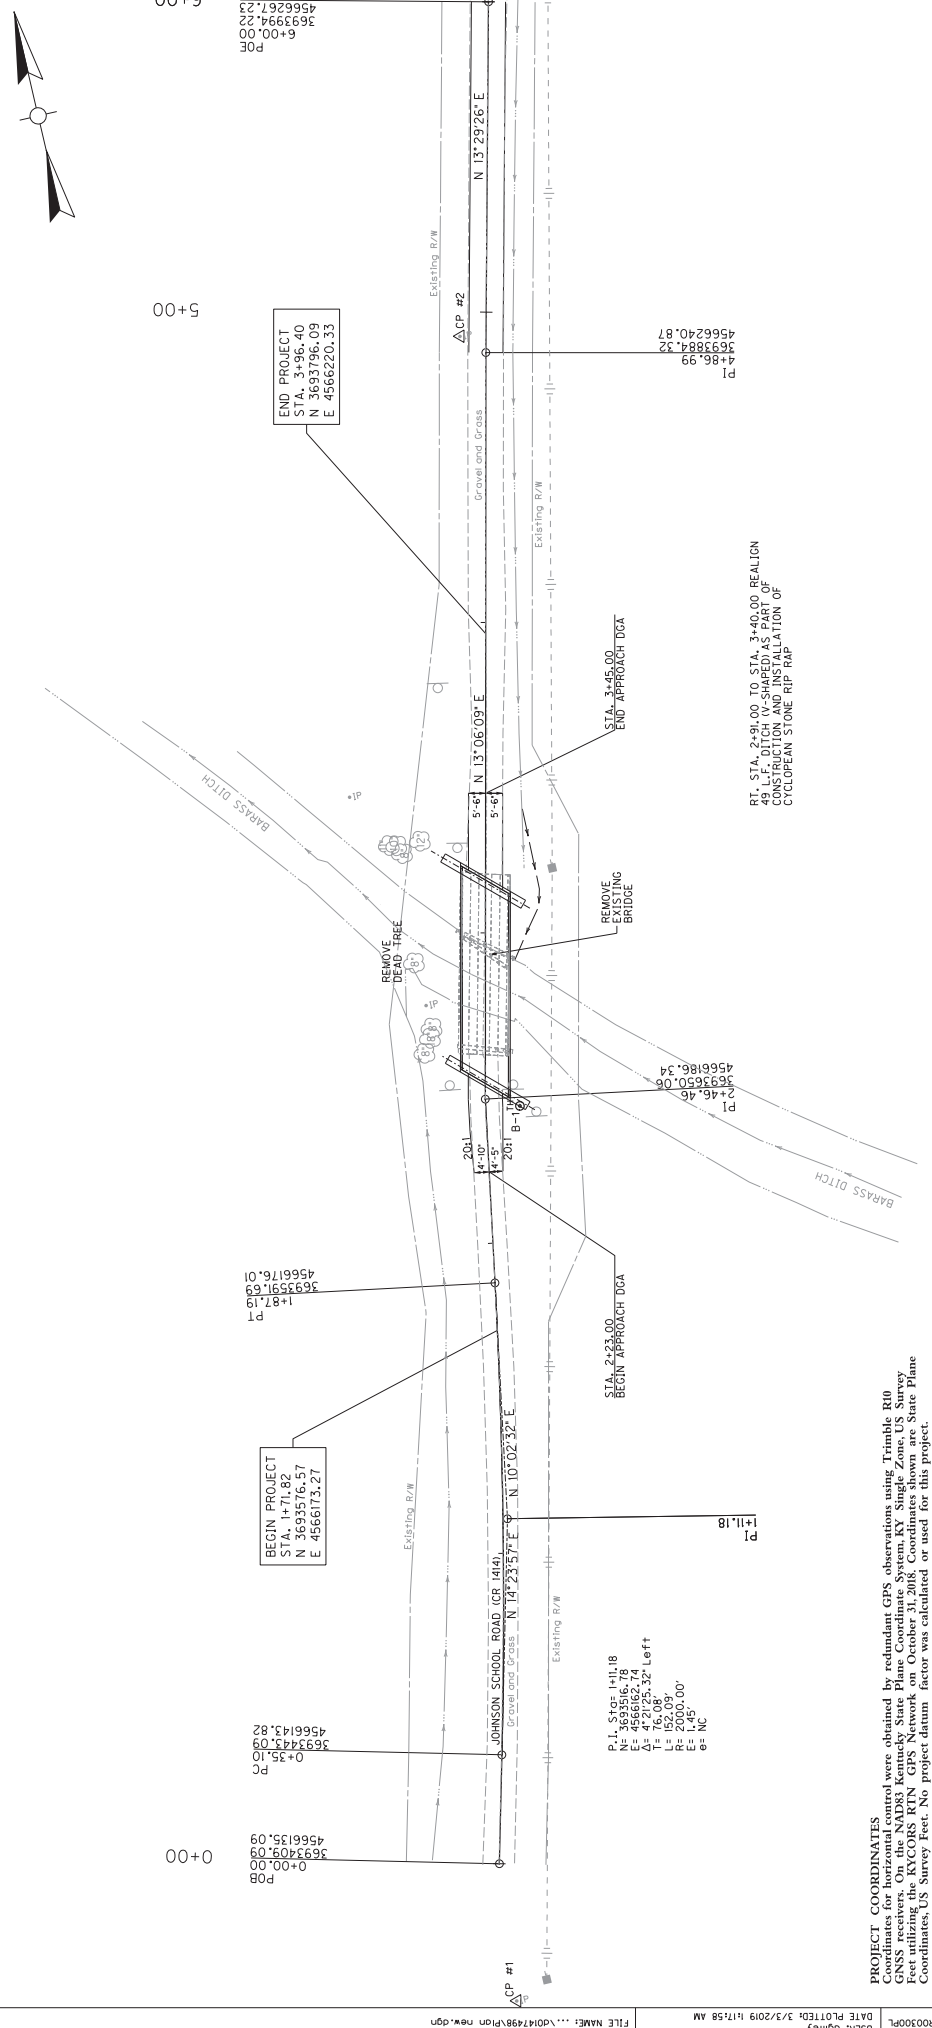 6+00
POE
6+00.00
3693994.22
4566267.23
N 13°29'26" E
Existing R/W
5+00
CP #2
END PROJECT
STA. 3+96.40
N 3693796.09
E 4566220.33
PI
4+86.99
3693884.32
4566240.87
Gravel and Grass
Existing R/W
RT. STA. 2+91.00 TO STA. 3+40.00 REALIGN
49 L.F. DITCH (V-SHAPED) AS PART OF
CONSTRUCTION AND INSTALLATION OF
CYCLOPEAN STONE RIP RAP
STA. 3+45.00
END APPROACH DGA
N 13°06'09" E
5'-6"
5'-6"
BARASS DITCH
IP
12"
8"
REMOVE
EXISTING
BRIDGE
REMOVE
DEAD TREE
18"
IP
8"
8"
PI
2+46.46
3693650.06
4566186.34
B-1
20:1
4'-10"
4'-5"
20:1
BARASS DITCH
PT
1+87.19
3693591.69
4566176.01
STA. 2+23.00
BEGIN APPROACH DGA
BEGIN PROJECT
STA. 1+71.82
N 3693576.57
E 4566173.27
Existing R/W
N 10°02'32" E
PI
1+11.18
N 14°23'57" E
JOHNSON SCHOOL ROAD (CR 1414)
Gravel and Grass
Existing R/W
P.I. Sta= 1+11.18
N= 3693516.78
E= 4566162.74
Δ= 4°21'25.32" Left
T= 76.08'
L= 152.09'
R= 2000.00'
E= 1.45'
e= NC
PC
0+35.10
3693443.09
4566143.82
0+00
POB
0+00.00
3693409.09
4566135.09
CP #1
IP
PROJECT COORDINATES
Coordinates for horizontal control were obtained by redundant GPS observations using Trimble R10
GNSS receivers. On the NAD83 Kentucky State Plane Coordinate System, KY Single Zone, US Survey
Feet utilizing the KYCORS RTN GPS Network on October 31, 2018. Coordinates shown are State Plane
Coordinates, US Survey Feet. No project datum factor was calculated or used for this project.
FILE NAME: ...\d0147498\Plan new.dgn
DATE PLOTTED: 3/3/2019 1:17:58 AM
R00300PL